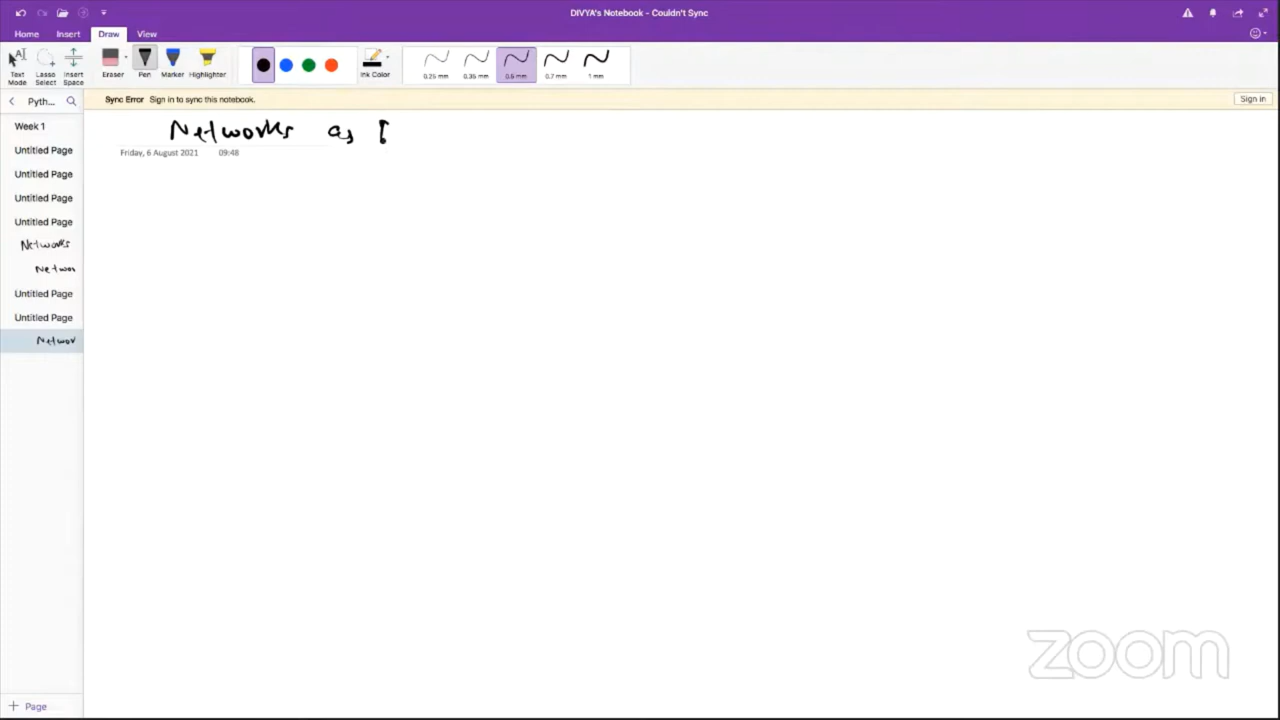 DIVYA's Notebook - Couldn't Sync
Home Insert Draw View
Text Mode
Lasso Select
Insert Space
Eraser
Pen
Marker
Highlighter
Ink Color
0.25 mm
0.35 mm
0.5 mm
0.7 mm
1 mm
Sync Error Sign in to sync this notebook. Sign in
Pyth...
Networks as
Friday, 6 August 2021 09:48
Week 1
Untitled Page
Untitled Page
Untitled Page
Untitled Page
Networks
Networ
Untitled Page
Untitled Page
Networ
+ Page
zoom